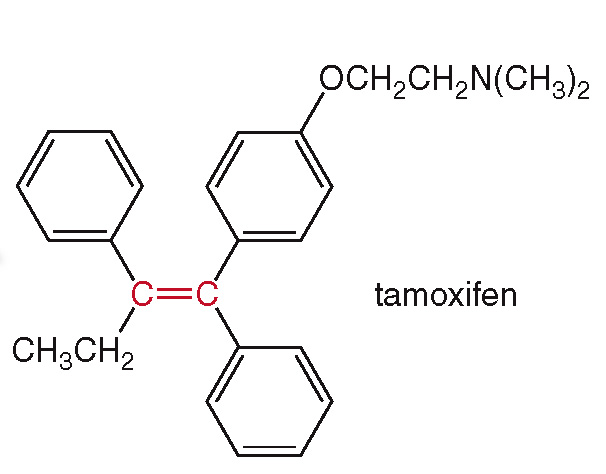 OCH₂CH₂N(CH₃)₂
C=C
tamoxifen
CH₃CH₂